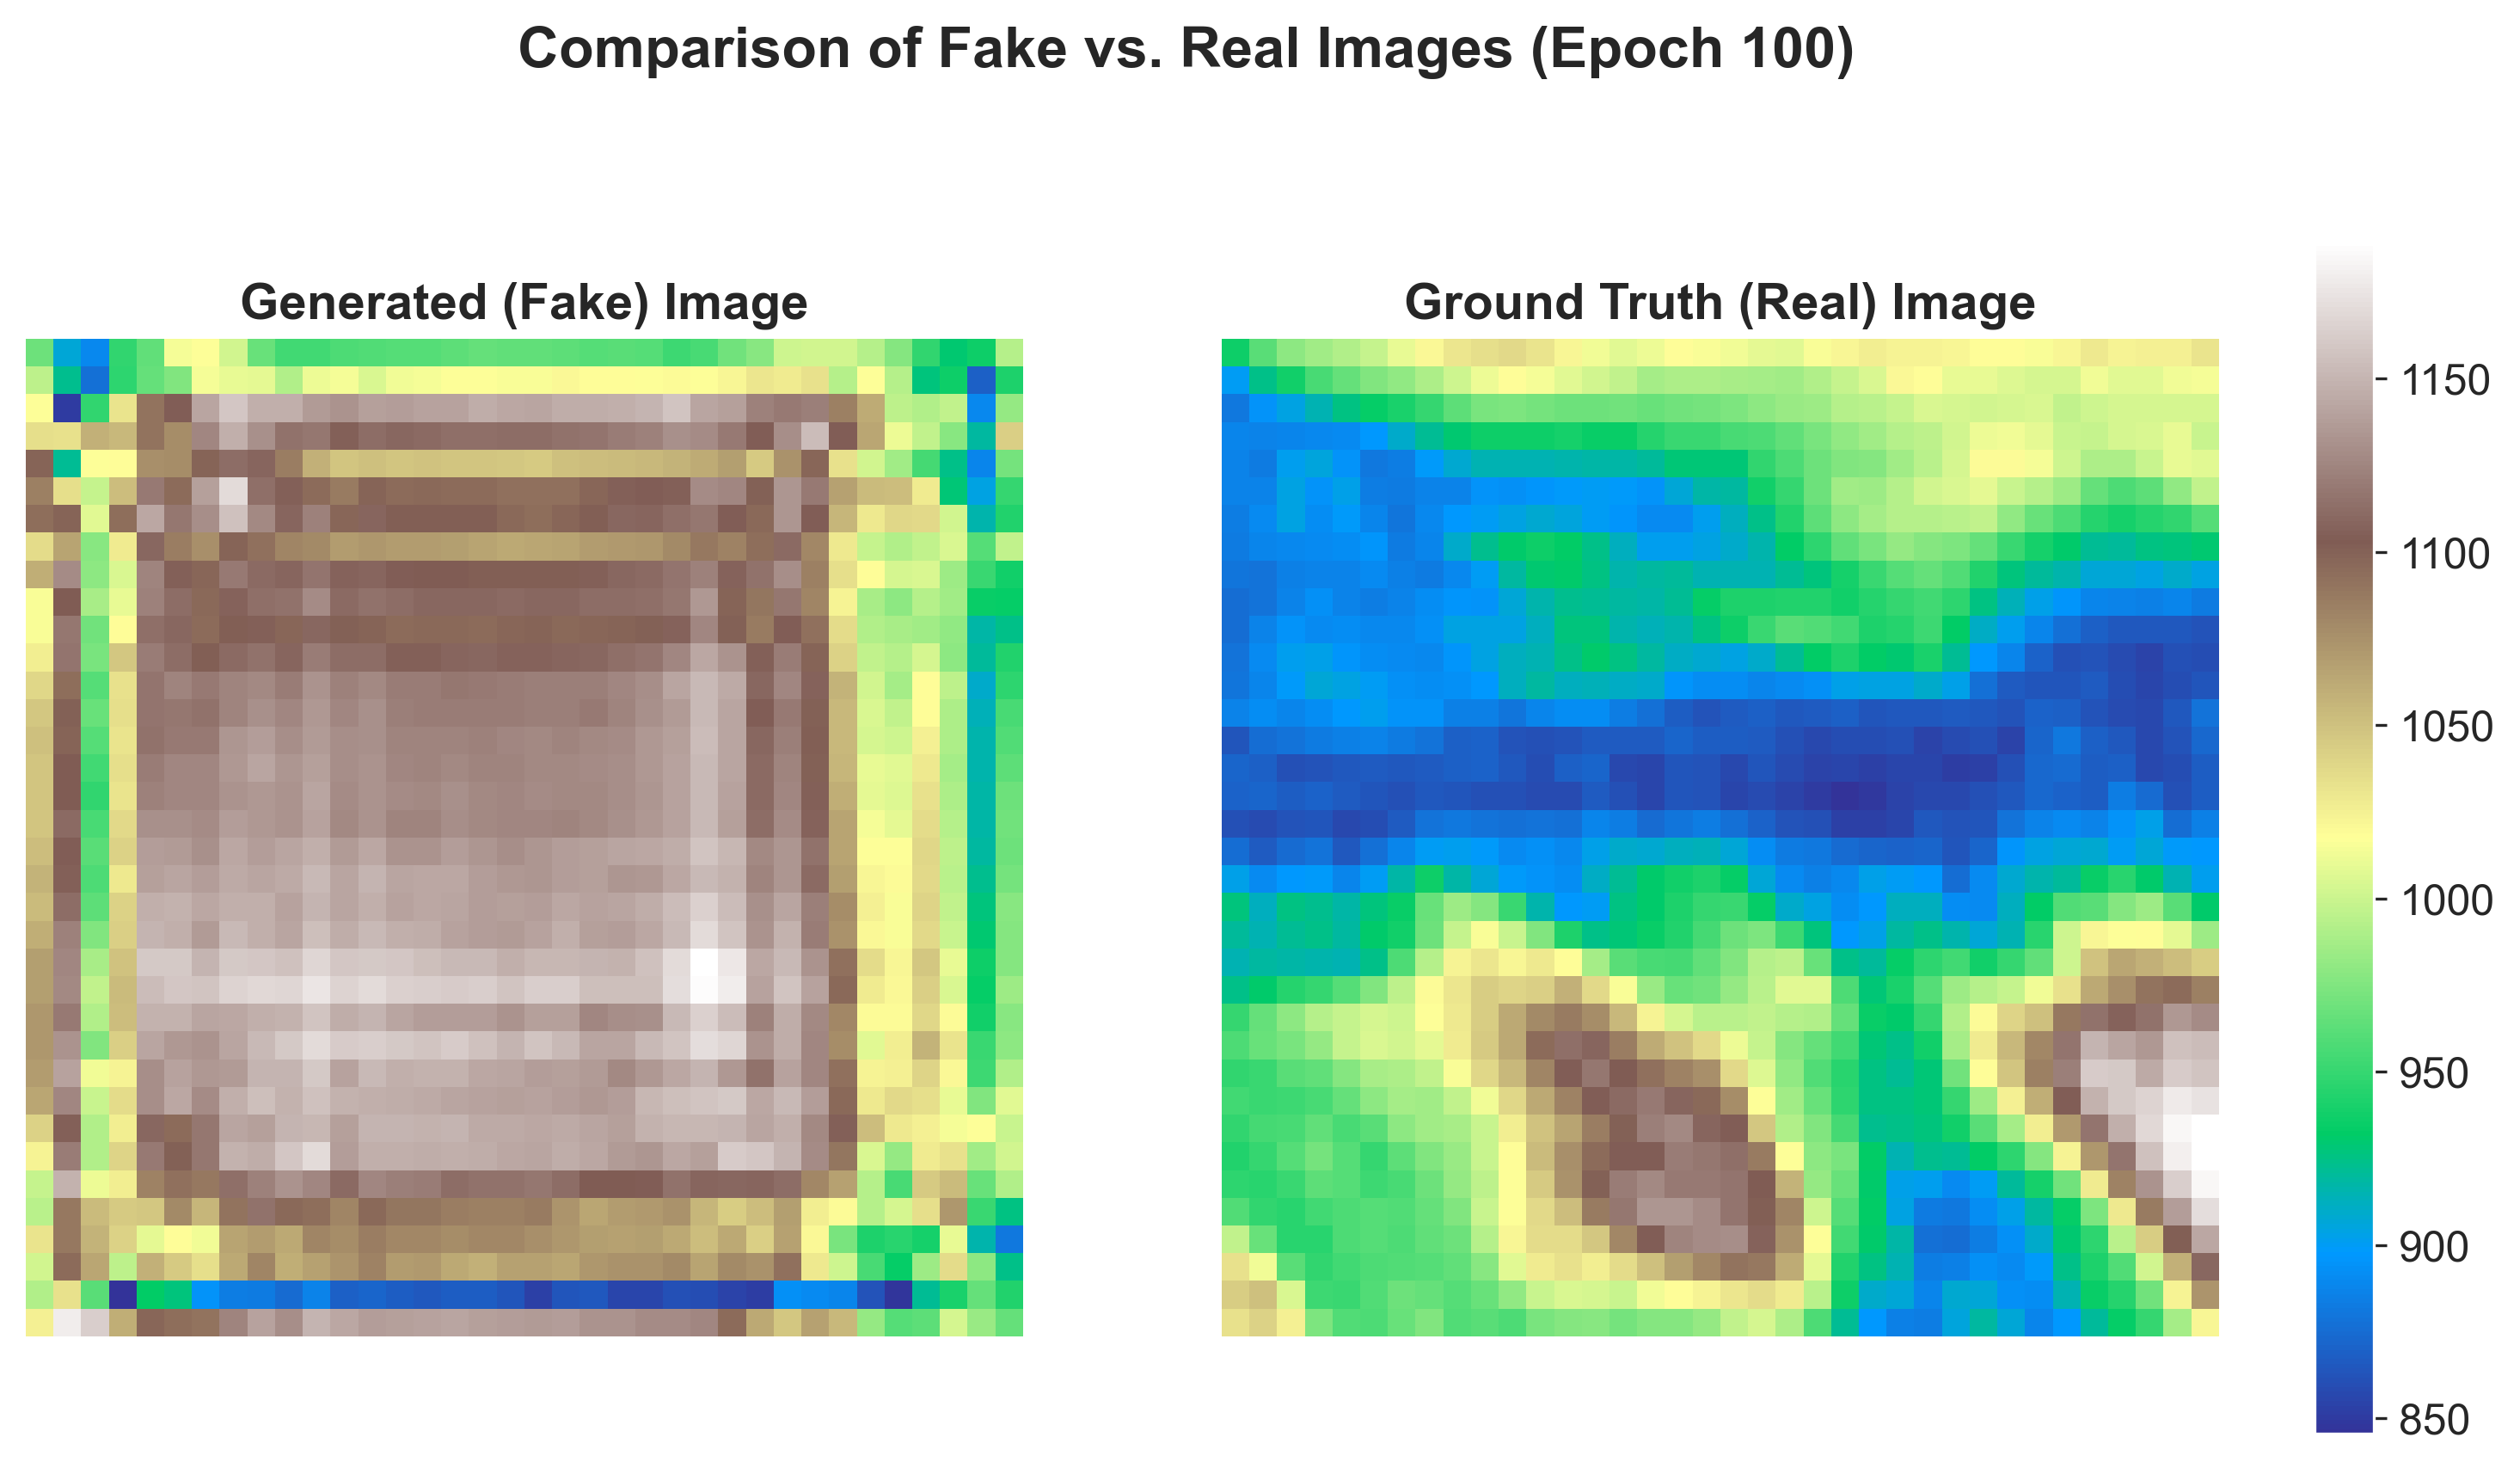 Comparison of Fake vs. Real Images (Epoch 100)
Generated (Fake) Image
Ground Truth (Real) Image
1150
1100
1050
1000
950
900
850